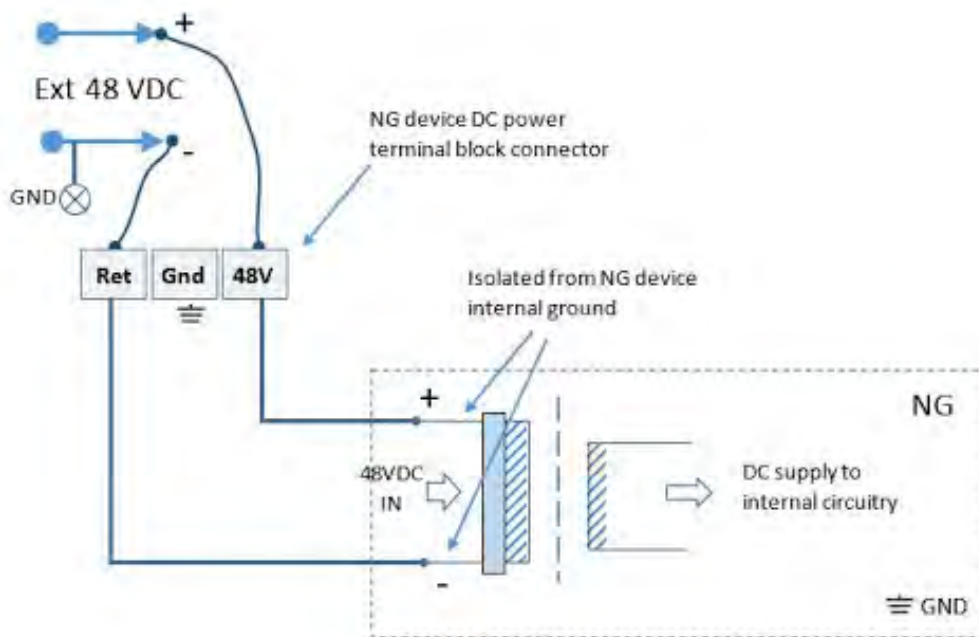 +
Ext 48 VDC
-
GND
NG device DC power
terminal block connector
Ret Gnd 48V
Isolated from NG device
internal ground
+
NG
48VDC
IN
DC supply to
internal circuitry
-
GND